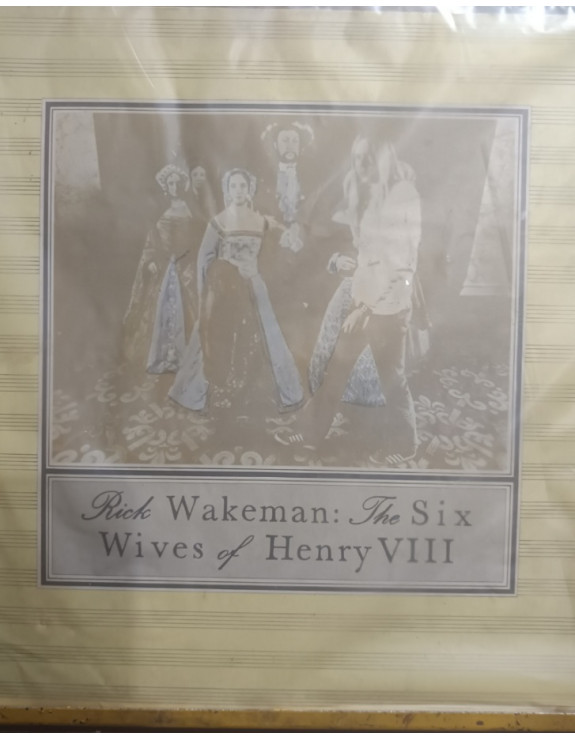 Rick Wakeman: The Six
Wives of Henry VIII